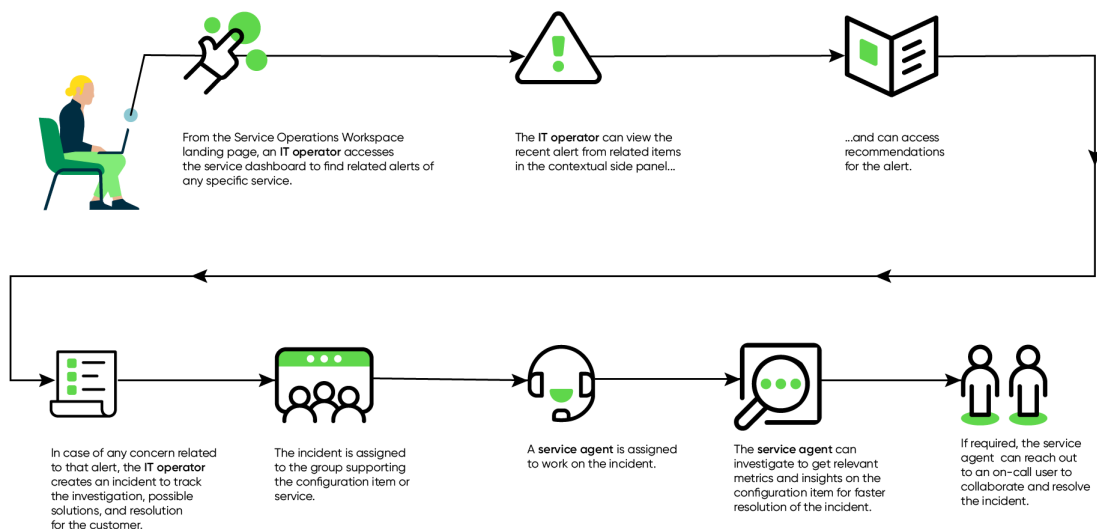 From the Service Operations Workspace
landing page, an IT operator accesses
the service dashboard to find related alerts of
any specific service.
The IT operator can view the
recent alert from related items
in the contextual side panel...
...and can access
recommendations
for the alert.
In case of any concern related
to that alert, the IT operator
creates an incident to track
the investigation, possible
solutions, and resolution
for the customer.
The incident is assigned
to the group supporting
the configuration item or
service.
A service agent is assigned
to work on the incident.
The service agent can
investigate to get relevant
metrics and insights on the
configuration item for faster
resolution of the incident.
If required, the service
agent can reach out
to an on-call user to
collaborate and resolve
the incident.